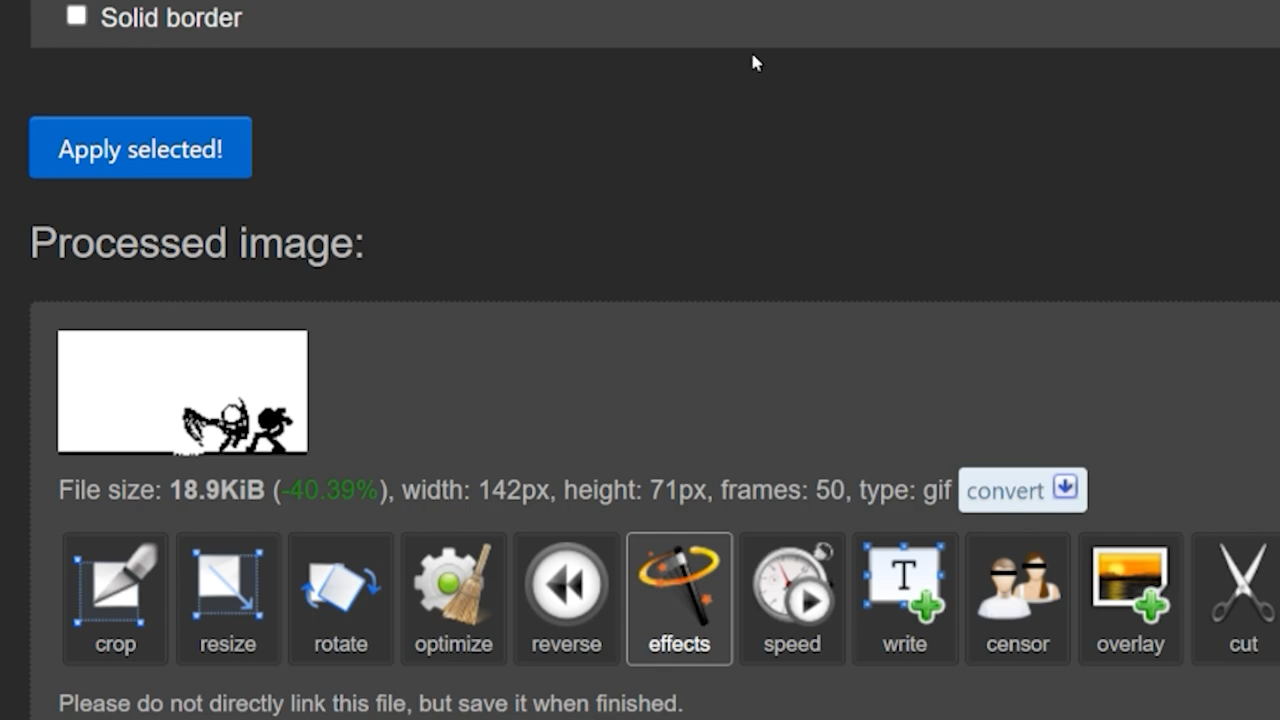 Solid border
Apply selected!
Processed image:
File size: 18.9KiB (-40.39%), width: 142px, height: 71px, frames: 50, type: gif convert
T
crop resize rotate optimize reverse effects speed write censor overlay cut
Please do not directly link this file, but save it when finished.